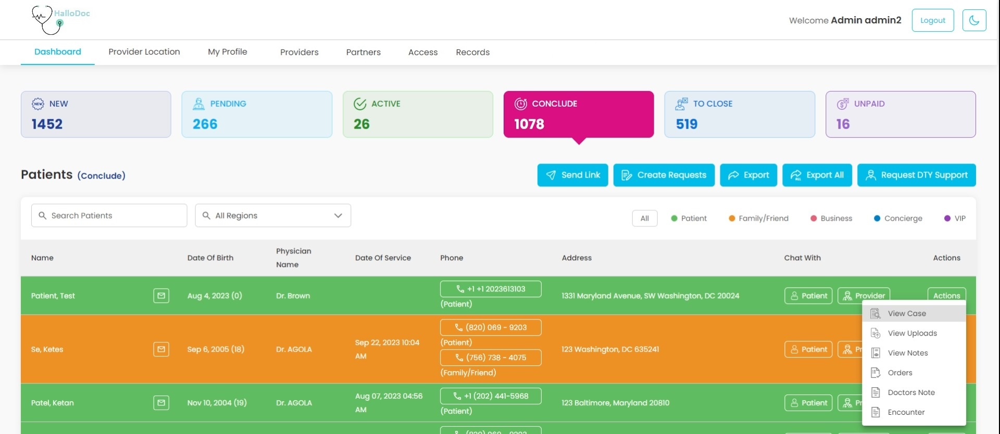 HalloDoc
Welcome Admin admin2
Logout
Dashboard
Provider Location
My Profile
Providers
Partners
Access
Records
NEW
NEW
1452
PENDING
266
ACTIVE
26
CONCLUDE
1078
TO CLOSE
519
UNPAID
16
Patients (Conclude)
Send Link
Create Requests
Export
ALL
Export All
Request DTY Support
Search Patients
All Regions
All
Patient
Family/Friend
Business
Concierge
VIP
Name
Date Of Birth
Physician
Name
Date Of Service
Phone
Address
Chat With
Actions
Patient, Test
Aug 4, 2023 (0)
Dr. Brown
+1 +1 2023613103
(Patient)
1331 Maryland Avenue, SW Washington, DC 20024
Patient
Provider
Actions
Se, Ketes
Sep 6, 2005 (18)
Dr. AGOLA
Sep 22, 2023 10:04
AM
(820) 069 - 9203
(Patient)
(756) 738 - 4075
(Family/Friend)
123 Washington, DC 635241
Patient
Pr
Patel, Ketan
Nov 10, 2004 (19)
Dr. AGOLA
Aug 07, 2023 04:56
AM
+1 (202) 441-5968
(Patient)
123 Baltimore, Maryland 20810
Patient
Pr
View Case
View Uploads
View Notes
Orders
Doctors Note
Encounter